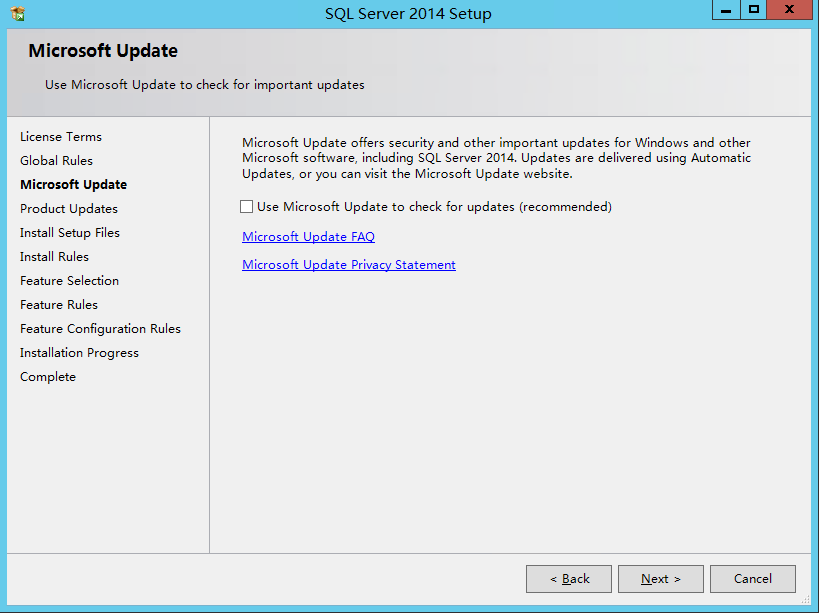 SQL Server 2014 Setup
Microsoft Update
Use Microsoft Update to check for important updates
License Terms
Global Rules
Microsoft Update
Product Updates
Install Setup Files
Install Rules
Feature Selection
Feature Rules
Feature Configuration Rules
Installation Progress
Complete
Microsoft Update offers security and other important updates for Windows and other
Microsoft software, including SQL Server 2014. Updates are delivered using Automatic
Updates, or you can visit the Microsoft Update website.
Use Microsoft Update to check for updates (recommended)
Microsoft Update FAQ
Microsoft Update Privacy Statement
< Back
Next >
Cancel